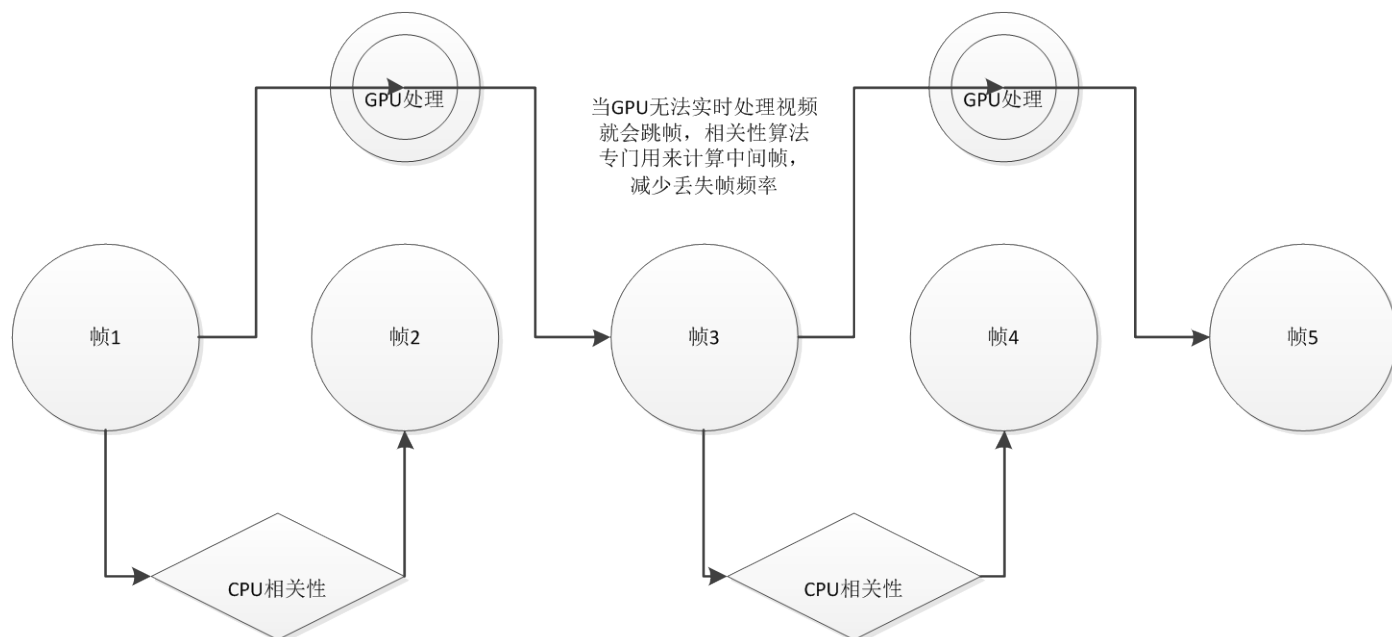 GPU处理
GPU处理
当GPU无法实时处理视频
就会跳帧，相关性算法
专门用来计算中间帧，
减少丢失帧频率
帧1
帧2
帧3
帧4
帧5
CPU相关性
CPU相关性